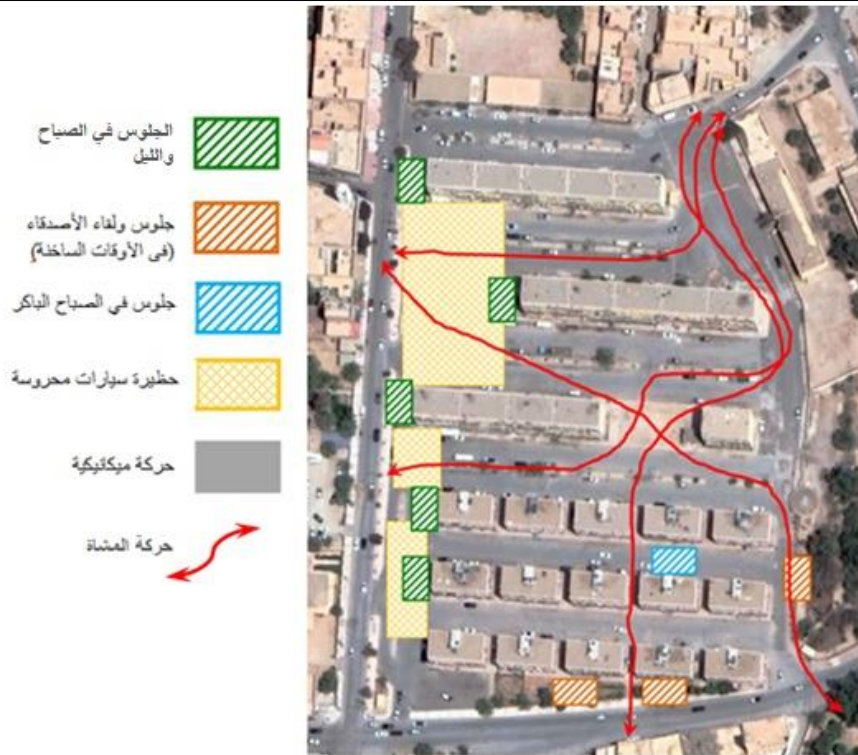 الجلوس في الصباح
والليل
جلوس ولقاء الأصدقاء
(في الأوقات الساخنة)
جلوس في الصباح الباكر
حظيرة سيارات محروسة
حركة ميكانيكية
حركة المشاة